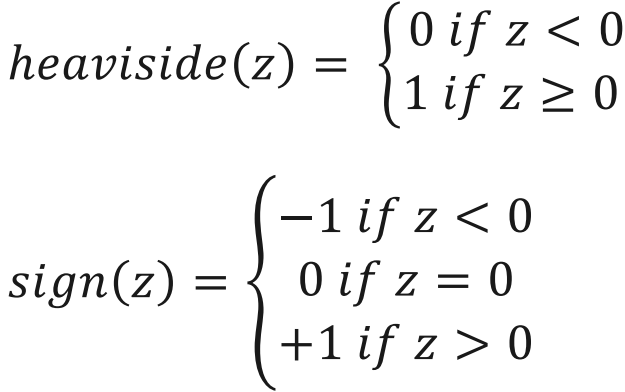 heaviside(z) = { 0 if z < 0
1 if z ≥ 0
sign(z) = { −1 if z < 0
0 if z = 0
+1 if z > 0